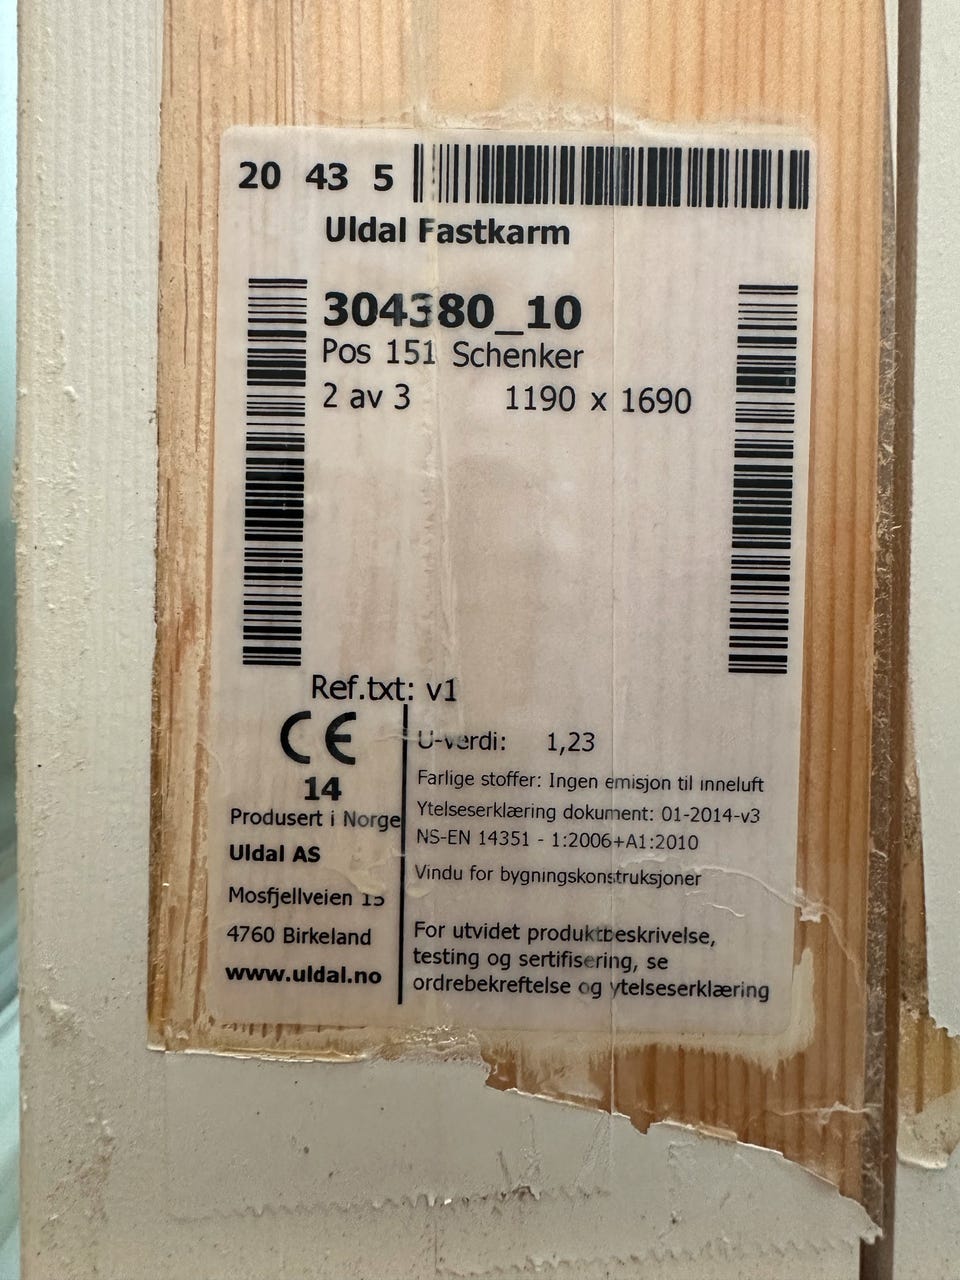 20 43 5
Uldal Fastkarm
304380_10
Pos 151 Schenker
2 av 3 1190 x 1690
Ref.txt: v1
CE
14
Produsert i Norge
Uldal AS
Mosfjellveien 15
4760 Birkeland
www.uldal.no
U-verdi: 1,23
Farlige stoffer: Ingen emisjon til inneluft
Ytelseserklæring dokument: 01-2014-v3
NS-EN 14351 - 1:2006+A1:2010
Vindu for bygningskonstruksjoner
For utvidet produktbeskrivelse,
testing og sertifisering, se
ordrebekreftelse og ytelseserklæring